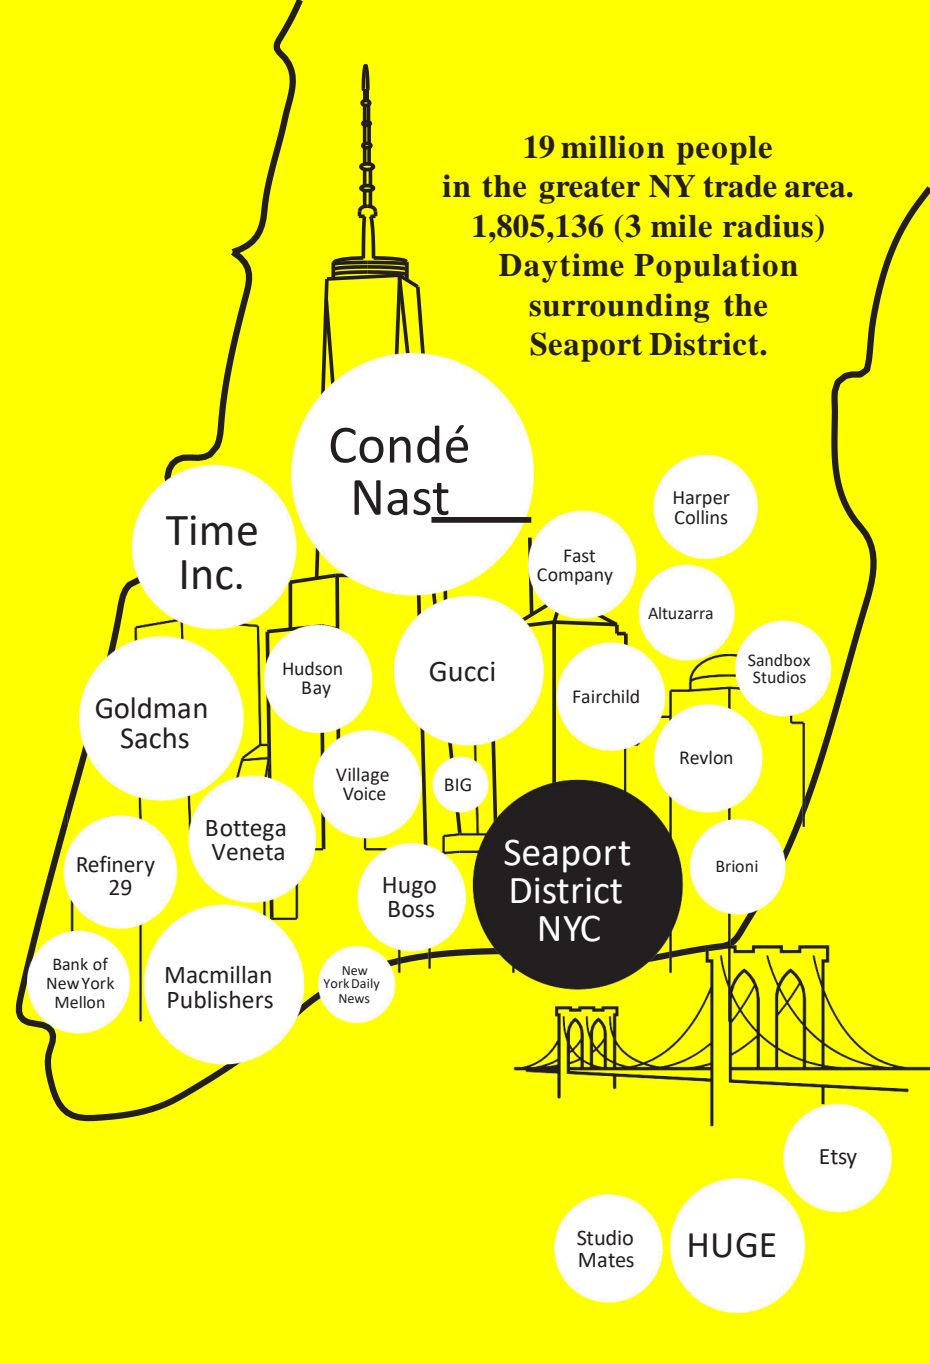 19 million people
in the greater NY trade area.
1,805,136 (3 mile radius)
Daytime Population
surrounding the
Seaport District.
Condé
Nast
Time
Inc.
Harper
Collins
Fast
Company
Altuzarra
Hudson
Bay
Gucci
Fairchild
Sandbox
Studios
Goldman
Sachs
Village
Voice
BIG
Revlon
Bottega
Veneta
Refinery
29
Hugo
Boss
Seaport
District
NYC
Brioni
Bank of
New York
Mellon
Macmillan
Publishers
New
York Daily
News
Etsy
Studio
Mates
HUGE